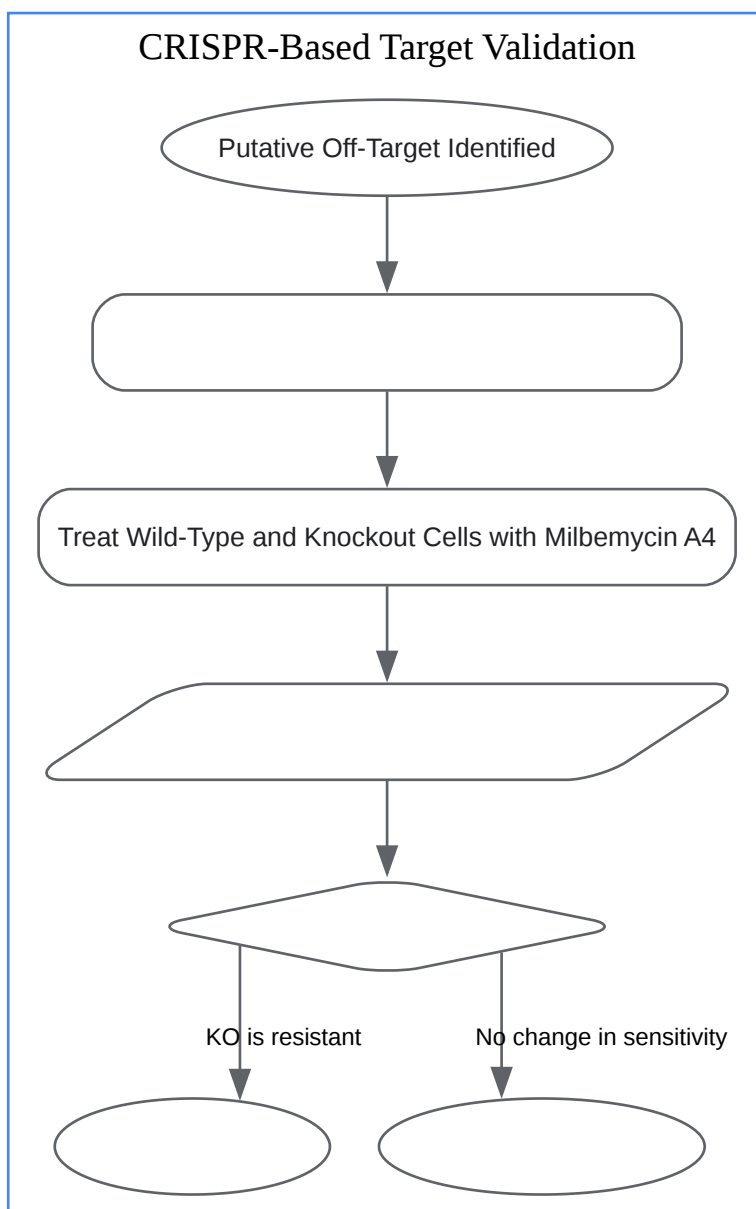 CRISPR-Based Target Validation
Putative Off-Target Identified
Treat Wild-Type and Knockout Cells with Milbemycin A4
KO is resistant
No change in sensitivity